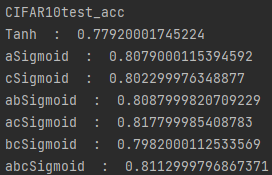 CIFAR10test_acc
Tanh  :  0.77920001745224
aSigmoid  :  0.8079000115394592
cSigmoid  :  0.802299976348877
abSigmoid  :  0.8087999820709229
acSigmoid  :  0.817799985408783
bcSigmoid  :  0.7982000112533569
abcSigmoid  :  0.8112999796867371